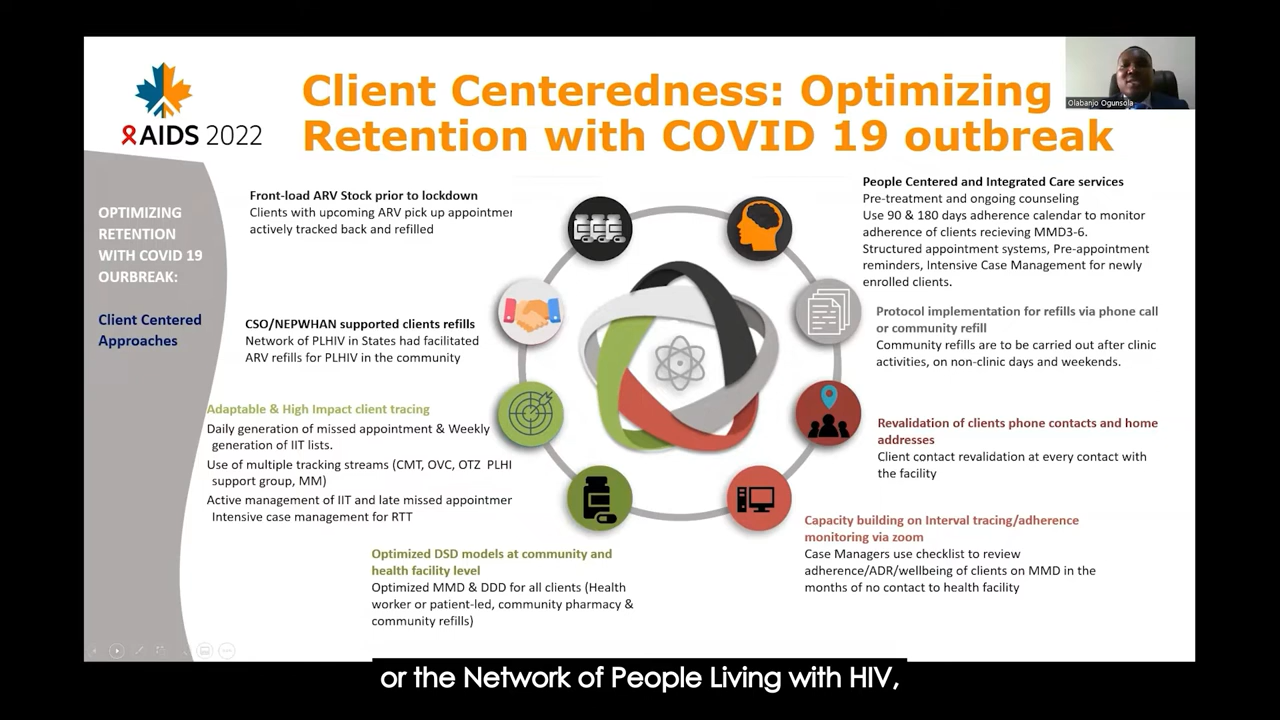 AIDS 2022
Client Centeredness: Optimizing
Retention with COVID 19 outbreak
Olabanjo Ogunsola
OPTIMIZING
RETENTION
WITH COVID 19
OURBREAK:
Client Centered
Approaches
Front-load ARV Stock prior to lockdown
Clients with upcoming ARV pick up appointmen
actively tracked back and refilled
CSO/NEPWHAN supported clients refills
Network of PLHIV in States had facilitated
ARV refills for PLHIV in the community
Adaptable & High Impact client tracing
Daily generation of missed appointment & Weekly
generation of IIT lists.
Use of multiple tracking streams (CMT, OVC, OTZ PLHI
support group, MM)
Active management of IIT and late missed appointmen
Intensive case management for RTT
Optimized DSD models at community and
health facility level
Optimized MMD & DDD for all clients (Health
worker or patient-led, community pharmacy &
community refills)
People Centered and Integrated Care services
Pre-treatment and ongoing counseling
Use 90 & 180 days adherence calendar to monitor
adherence of clients recieving MMD3-6.
Structured appointment systems, Pre-appointment
reminders, Intensive Case Management for newly
enrolled clients.
Protocol implementation for refills via phone call
or community refill
Community refills are to be carried out after clinic
activities, on non-clinic days and weekends.
Revalidation of clients phone contacts and home
addresses
Client contact revalidation at every contact with
the facility
Capacity building on Interval tracing/adherence
monitoring via zoom
Case Managers use checklist to review
adherence/ADR/wellbeing of clients on MMD in the
months of no contact to health facility
or the Network of People Living with HIV,